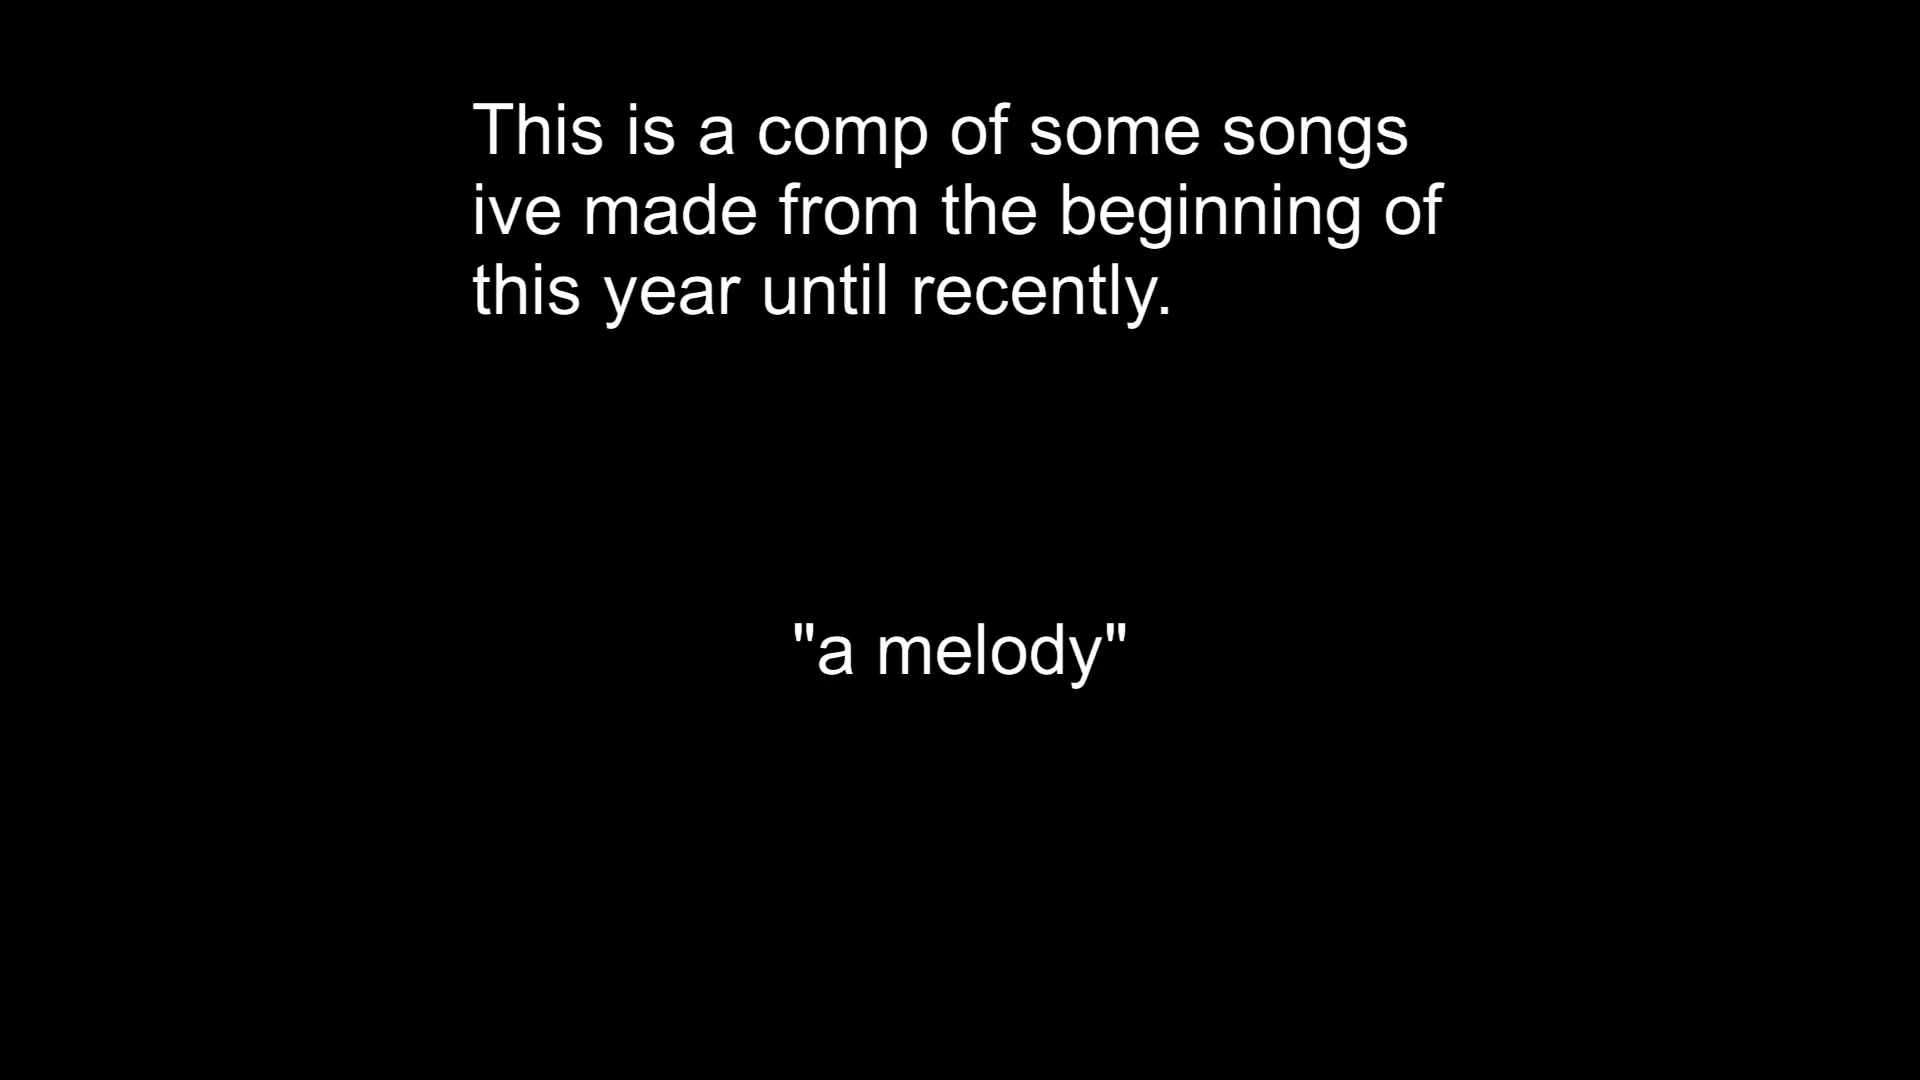 This is a comp of some songs
ive made from the beginning of
this year until recently.
"a melody"